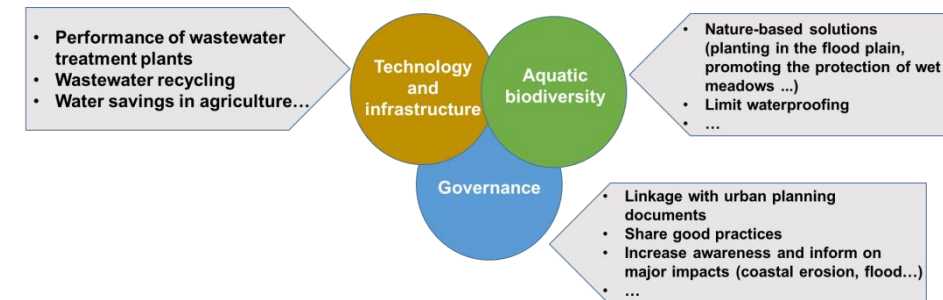 • Performance of wastewater
treatment plants
• Wastewater recycling
• Water savings in agriculture…
Technology
and
infrastructure
Aquatic
biodiversity
Governance
• Nature-based solutions
(planting in the flood plain,
promoting the protection of wet
meadows ...)
• Limit waterproofing
• …
• Linkage with urban planning
documents
• Share good practices
• Increase awareness and inform on
major impacts (coastal erosion, flood…)
• …